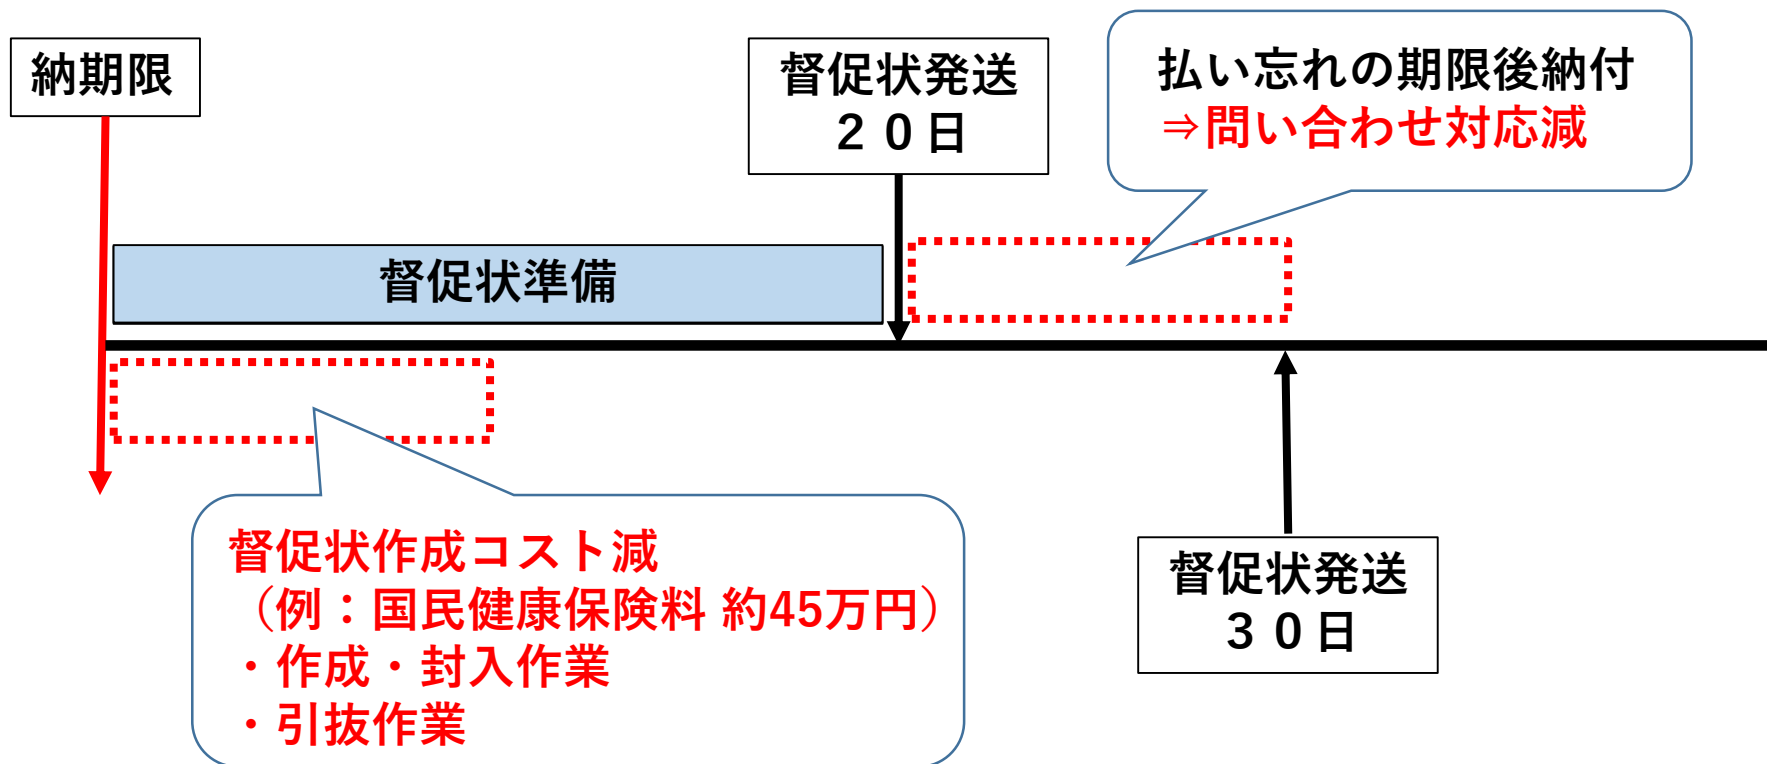 納期限
督促状発送
２０日
払い忘れの期限後納付
⇒問い合わせ対応減
督促状準備
督促状作成コスト減
（例：国民健康保険料 約45万円）
・作成・封入作業
・引抜作業
督促状発送
３０日